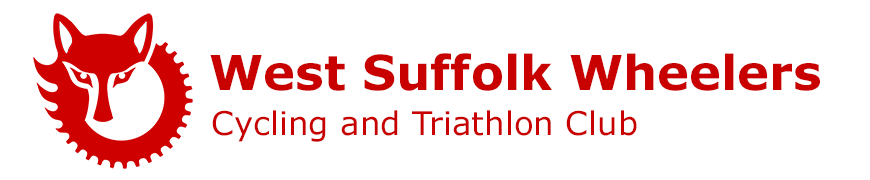 West Suffolk Wheelers
Cycling and Triathlon Club